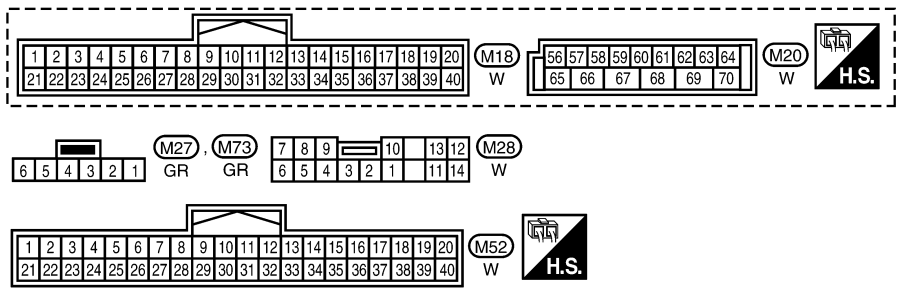 1 2 3 4 5 6 7 8 9 10 11 12 13 14 15 16 17 18 19 20
21 22 23 24 25 26 27 28 29 30 31 32 33 34 35 36 37 38 39 40
M18
W
56 57 58 59 60 61 62 63 64
65 66 67 68 69 70
M20
W
H.S.
6 5 4 3 2 1
M27 , M73
GR GR
7 8 9 10 13 12
6 5 4 3 2 1 11 14
M28
W
1 2 3 4 5 6 7 8 9 10 11 12 13 14 15 16 17 18 19 20
21 22 23 24 25 26 27 28 29 30 31 32 33 34 35 36 37 38 39 40
M52
W
H.S.